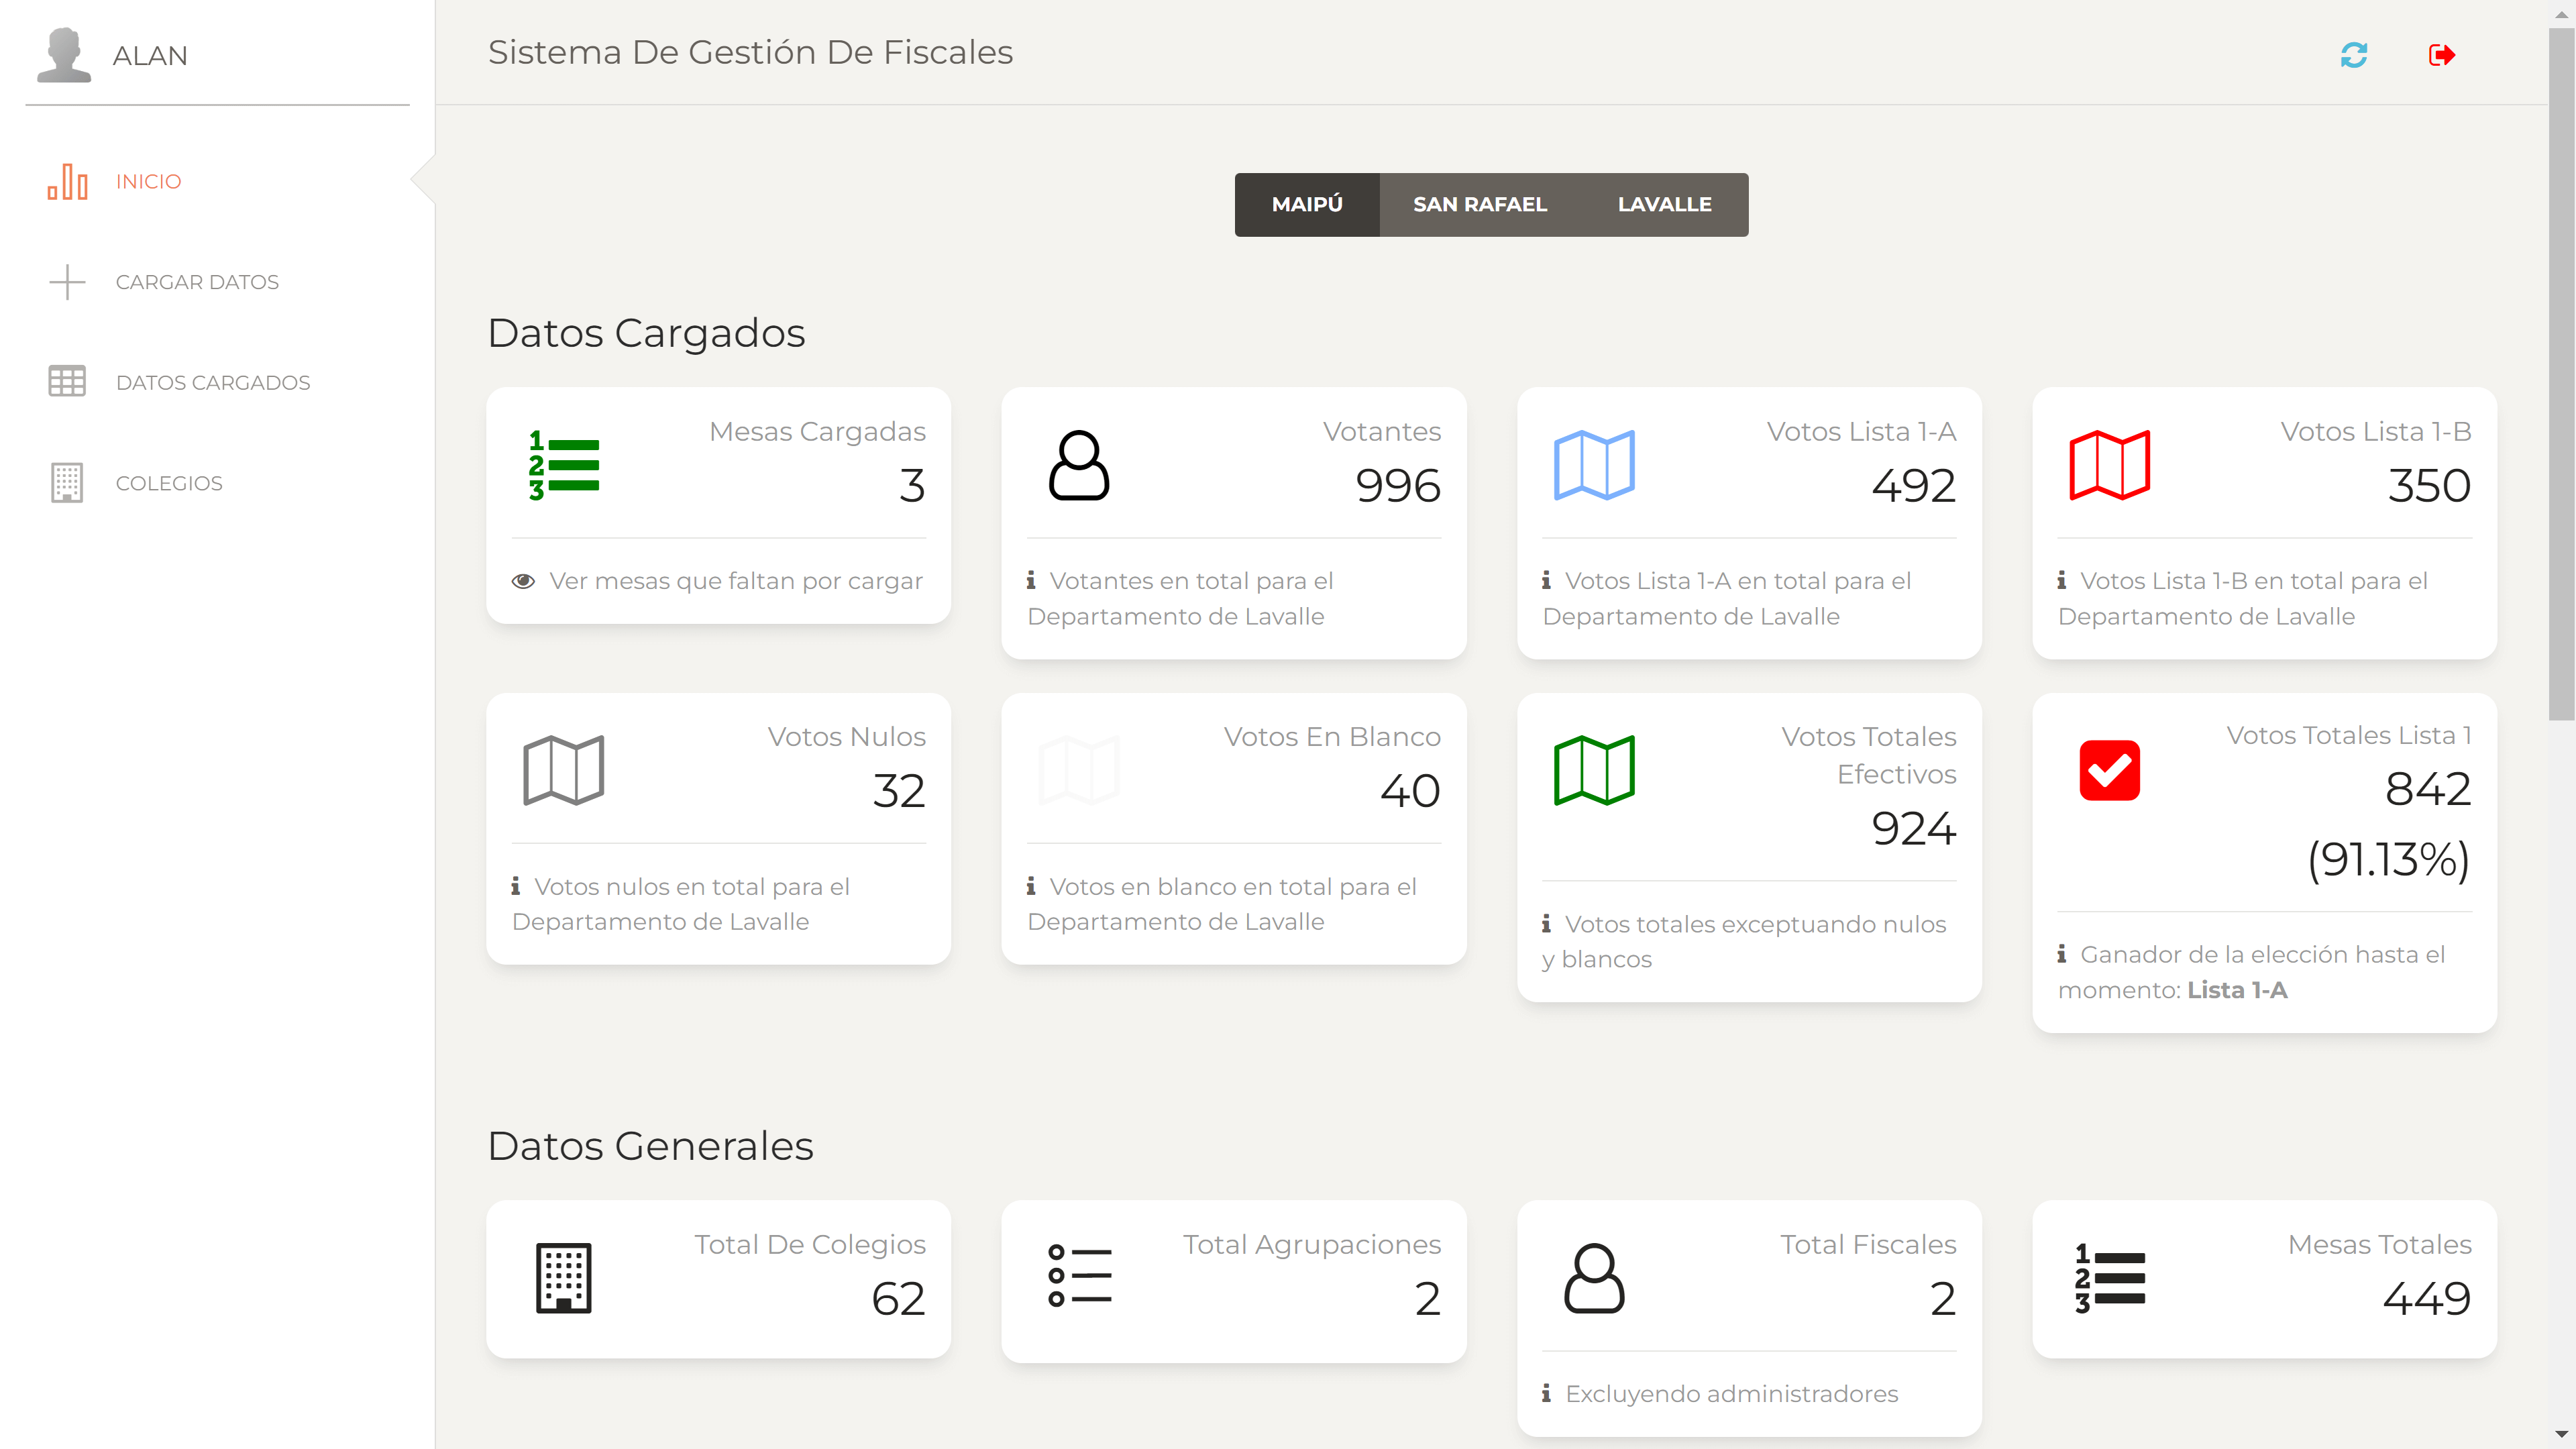 ALAN
Sistema De Gestión De Fiscales
INICIO
CARGAR DATOS
DATOS CARGADOS
COLEGIOS
MAIPÚ SAN RAFAEL LAVALLE
Datos Cargados
Mesas Cargadas
3
Ver mesas que faltan por cargar
Votantes
996
Votantes en total para el
Departamento de Lavalle
Votos Lista 1-A
492
Votos Lista 1-A en total para el
Departamento de Lavalle
Votos Lista 1-B
350
Votos Lista 1-B en total para el
Departamento de Lavalle
Votos Nulos
32
Votos nulos en total para el
Departamento de Lavalle
Votos En Blanco
40
Votos en blanco en total para el
Departamento de Lavalle
Votos Totales
Efectivos
924
Votos totales exceptuando nulos
y blancos
Votos Totales Lista 1
842
(91.13%)
Ganador de la elección hasta el
momento: Lista 1-A
Datos Generales
Total De Colegios
62
Total Agrupaciones
2
Total Fiscales
2
Excluyendo administradores
Mesas Totales
449